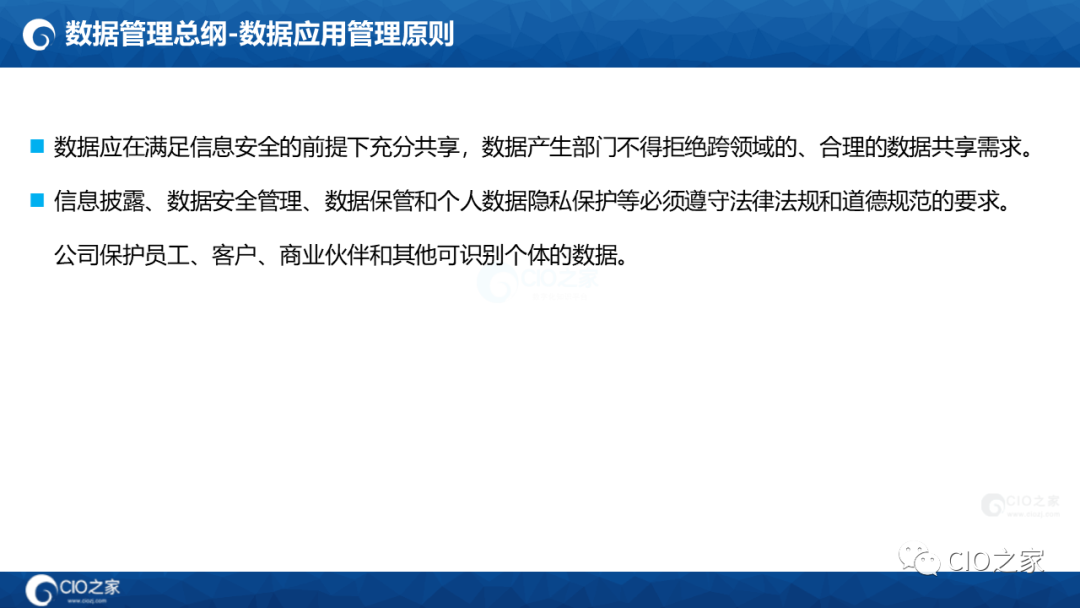 数据管理总纲-数据应用管理原则
数据应在满足信息安全的前提下充分共享，数据产生部门不得拒绝跨领域的、合理的数据共享需求。
信息披露、数据安全管理、数据保管和个人数据隐私保护等必须遵守法律法规和道德规范的要求。
公司保护员工、客户、商业伙伴和其他可识别个体的数据。
CIO之家
CIO之家
www.ciozj.com
CIO之家
CIO之家
www.ciozj.com